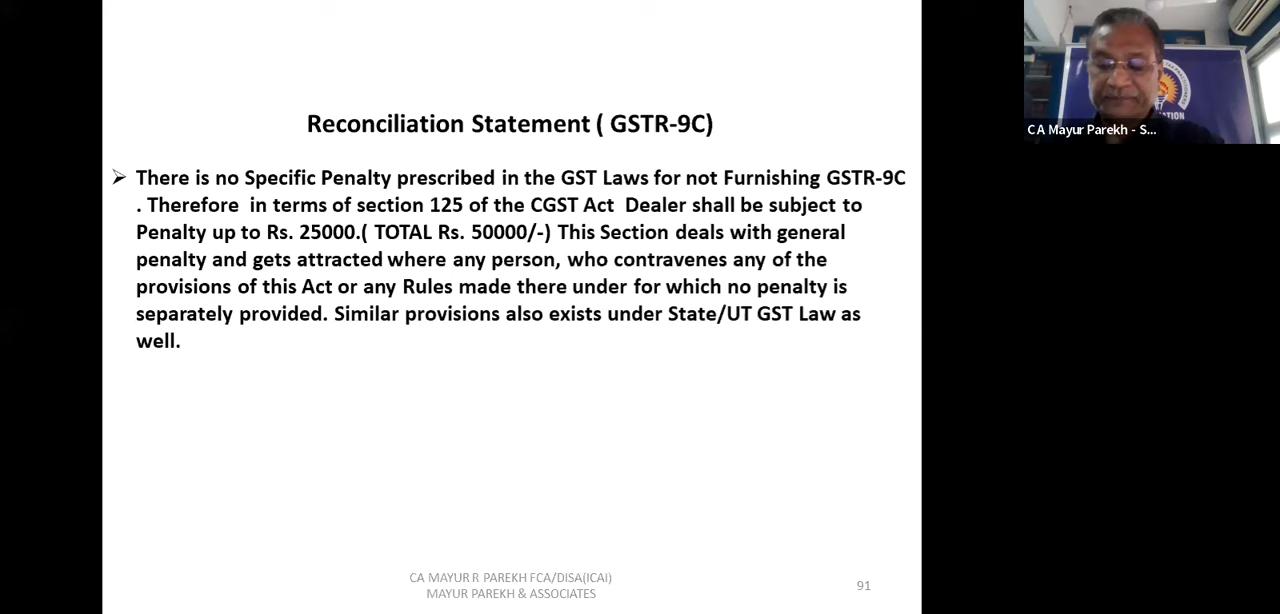 Reconciliation Statement ( GSTR-9C)
➢ There is no Specific Penalty prescribed in the GST Laws for not Furnishing GSTR-9C
. Therefore in terms of section 125 of the CGST Act Dealer shall be subject to
Penalty up to Rs. 25000.( TOTAL Rs. 50000/-) This Section deals with general
penalty and gets attracted where any person, who contravenes any of the
provisions of this Act or any Rules made there under for which no penalty is
separately provided. Similar provisions also exists under State/UT GST Law as
well.
CA MAYUR R PAREKH FCA/DISA(ICAI)
MAYUR PAREKH & ASSOCIATES
91
C A Mayur Parekh - S...